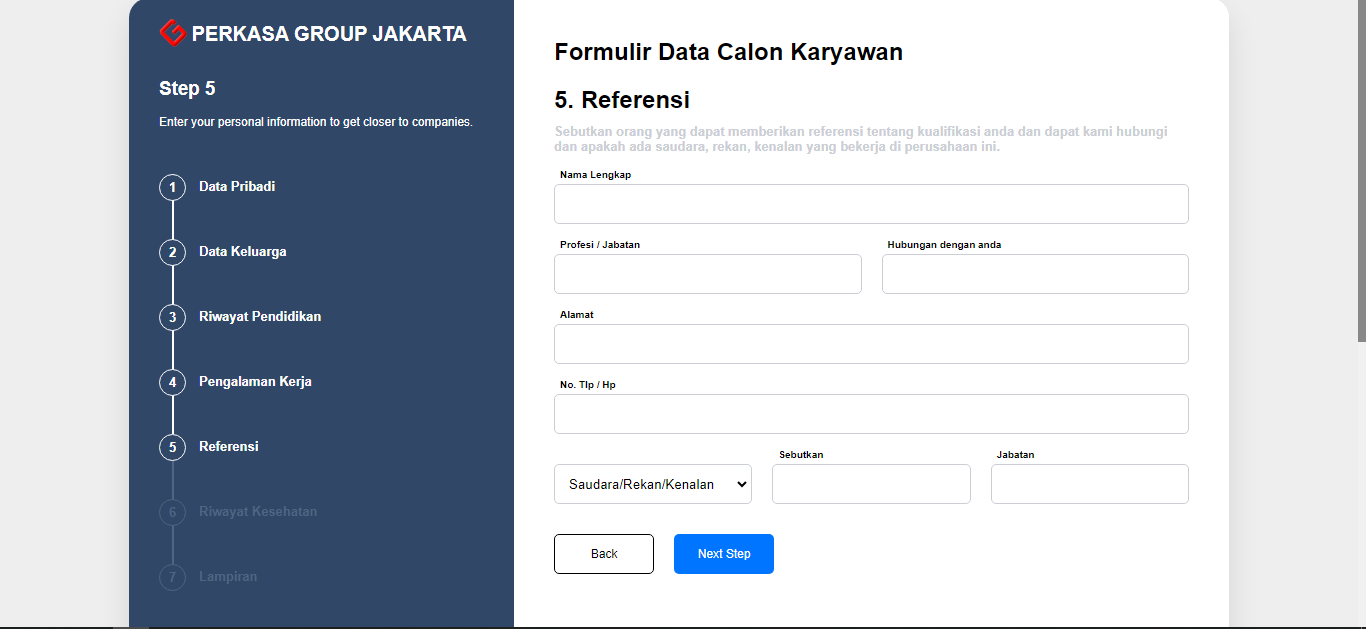 PERKASA GROUP JAKARTA
Step 5
Enter your personal information to get closer to companies.
1 Data Pribadi
2 Data Keluarga
3 Riwayat Pendidikan
4 Pengalaman Kerja
5 Referensi
6 Riwayat Kesehatan
7 Lampiran
Formulir Data Calon Karyawan
5. Referensi
Sebutkan orang yang dapat memberikan referensi tentang kualifikasi anda dan dapat kami hubungi
dan apakah ada saudara, rekan, kenalan yang bekerja di perusahaan ini.
Nama Lengkap
Profesi / Jabatan Hubungan dengan anda
Alamat
No. Tlp / Hp
Sebutkan Jabatan
Saudara/Rekan/Kenalan
Back Next Step